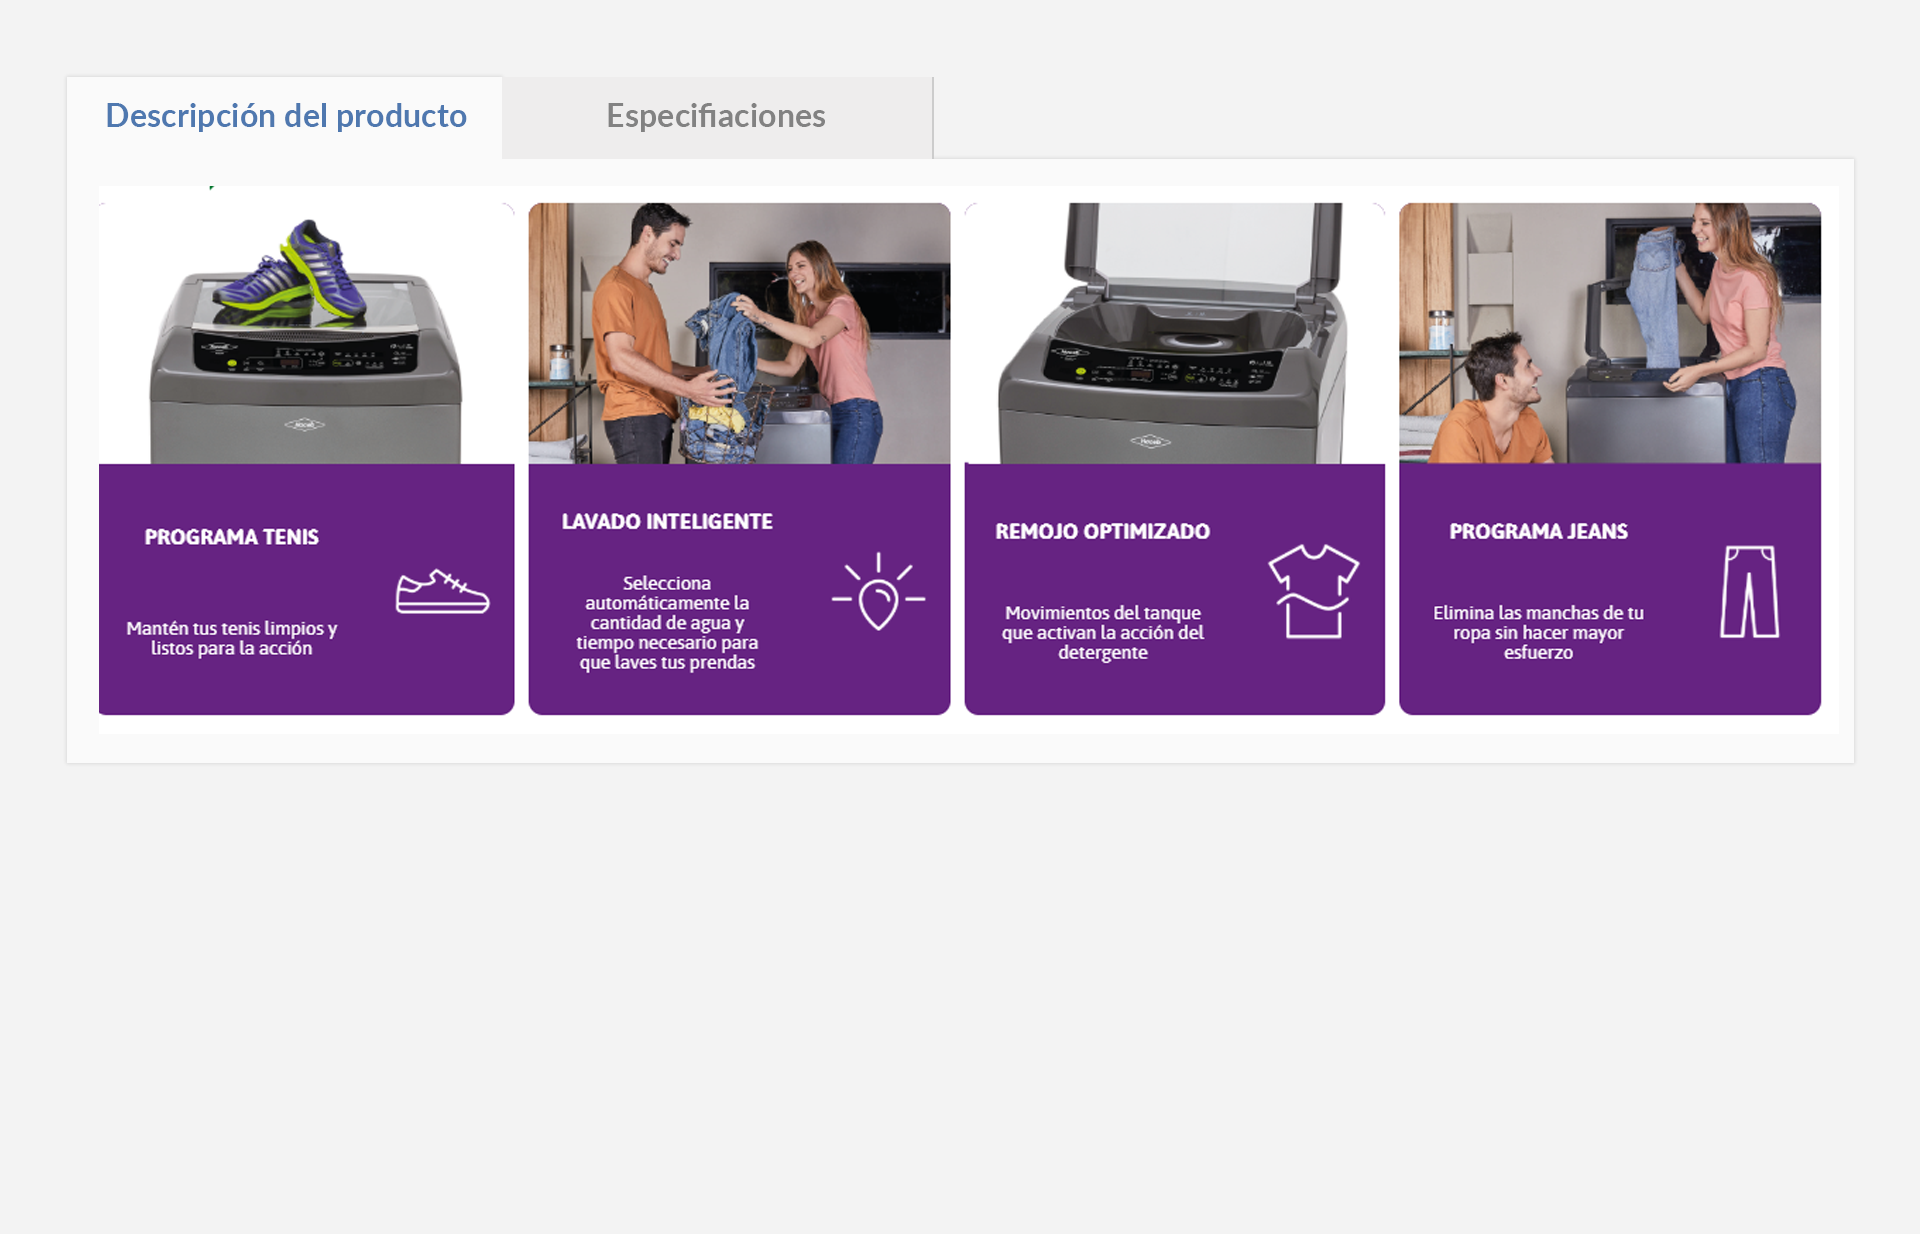 Descripción del producto
Especifiaciones
PROGRAMA TENIS
Mantén tus tenis limpios y
listos para la acción
LAVADO INTELIGENTE
Selecciona
automáticamente la
cantidad de agua y
tiempo necesario para
que laves tus prendas
REMOJO OPTIMIZADO
Movimientos del tanque
que activan la acción del
detergente
PROGRAMA JEANS
Elimina las manchas de tu
ropa sin hacer mayor
esfuerzo